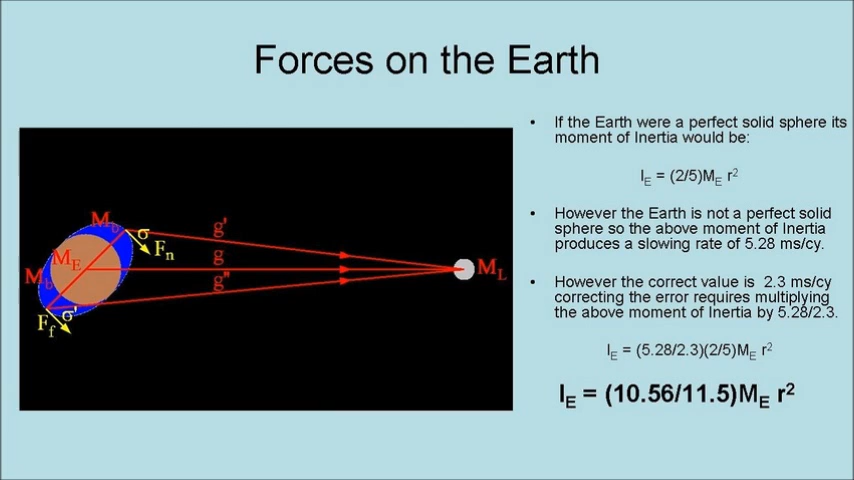 Forces on the Earth
• If the Earth were a perfect solid sphere its
moment of Inertia would be:
I_E = (2/5)M_E r²
• However the Earth is not a perfect solid
sphere so the above moment of Inertia
produces a slowing rate of 5.28 ms/cy.
• However the correct value is 2.3 ms/cy
correcting the error requires multiplying
the above moment of Inertia by 5.28/2.3.
I_E = (5.28/2.3)(2/5)M_E r²
I_E = (10.56/11.5)M_E r²
M_b
σ
F_n
g'
M_E
g
M_L
M_b
g"
F_f
σ'